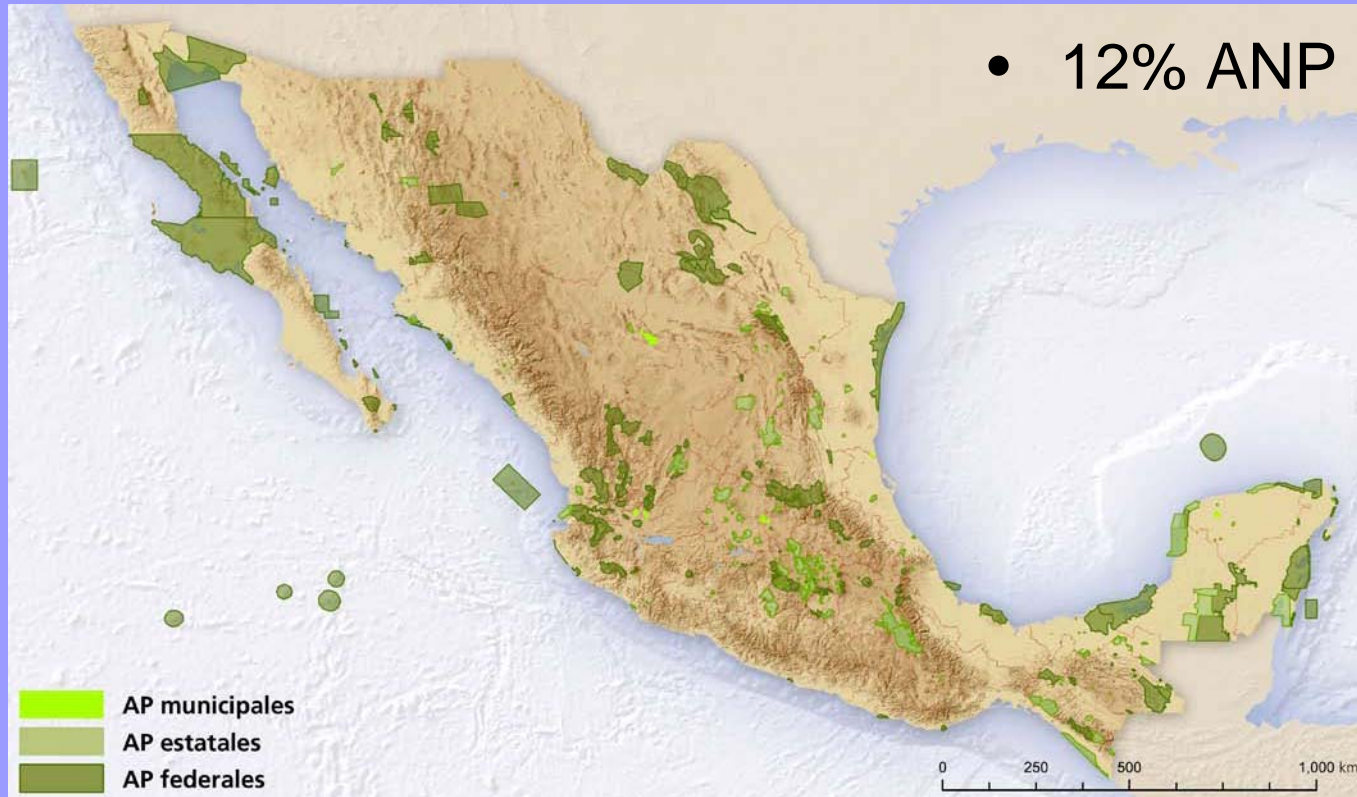 • 12% ANP
AP municipales
AP estatales
AP federales
0 250 500 1,000 km